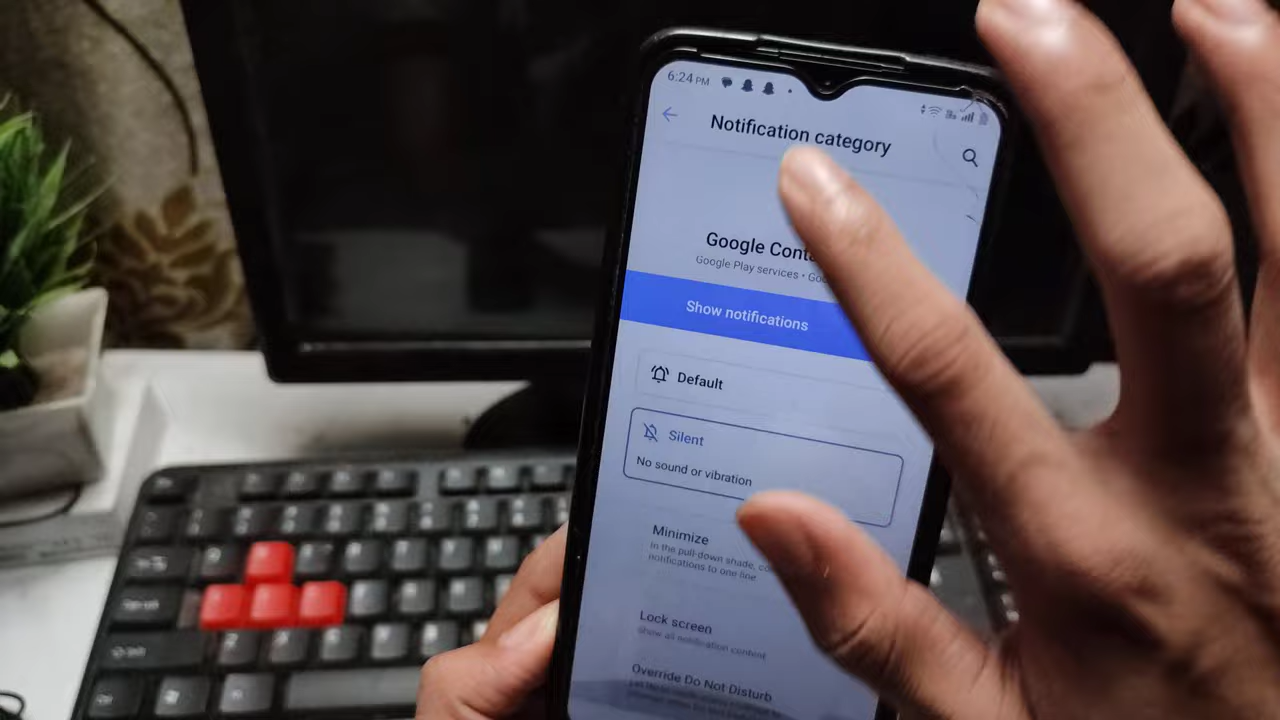 6:24 PM
Notification category
Google Cont
Google Play services • Goo
Show notifications
Default
Silent
No sound or vibration
Minimize
In the pull-down shade, co
notifications to one line
Lock screen
Show all notification content
Override Do Not Disturb